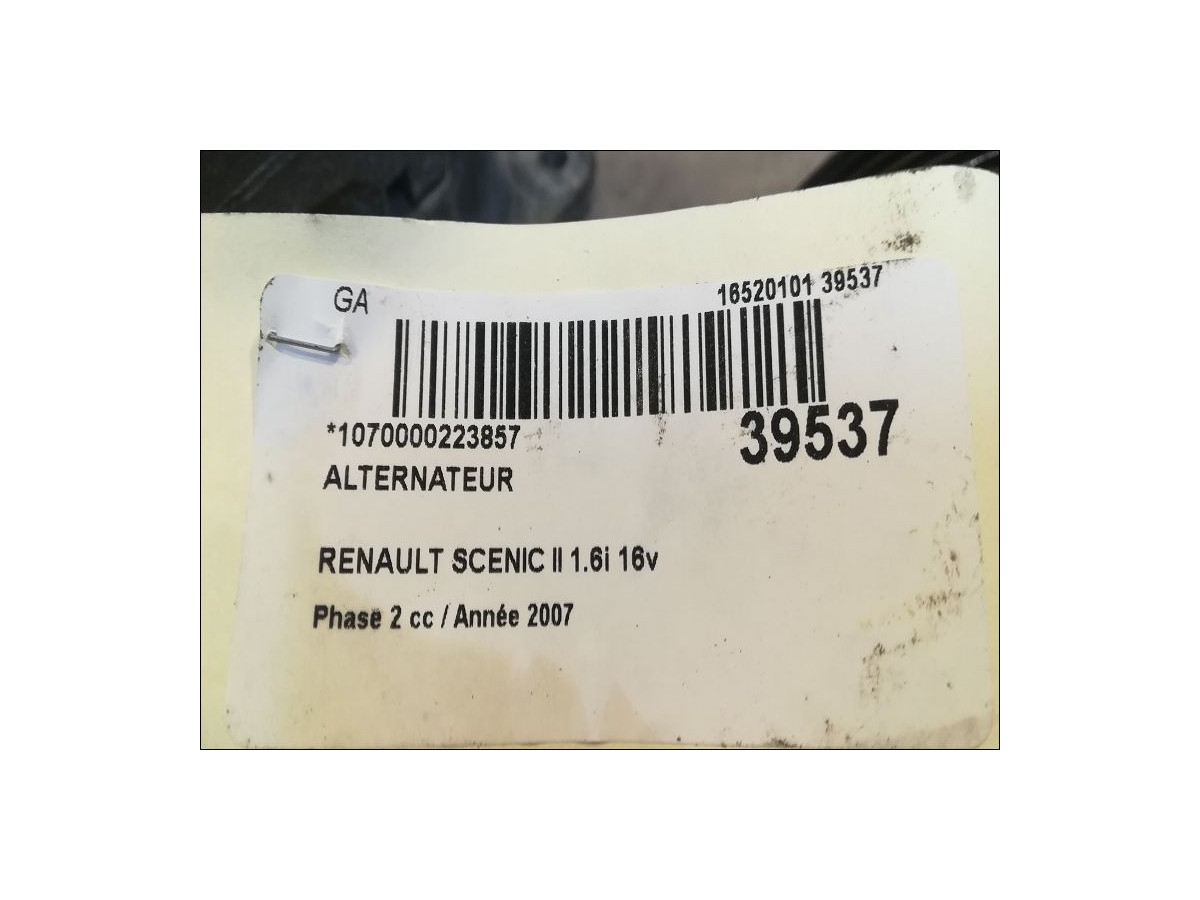 GA
16520101 39537
*1070000223857
39537
ALTERNATEUR
RENAULT SCENIC II 1.6i 16v
Phase 2 cc / Année 2007